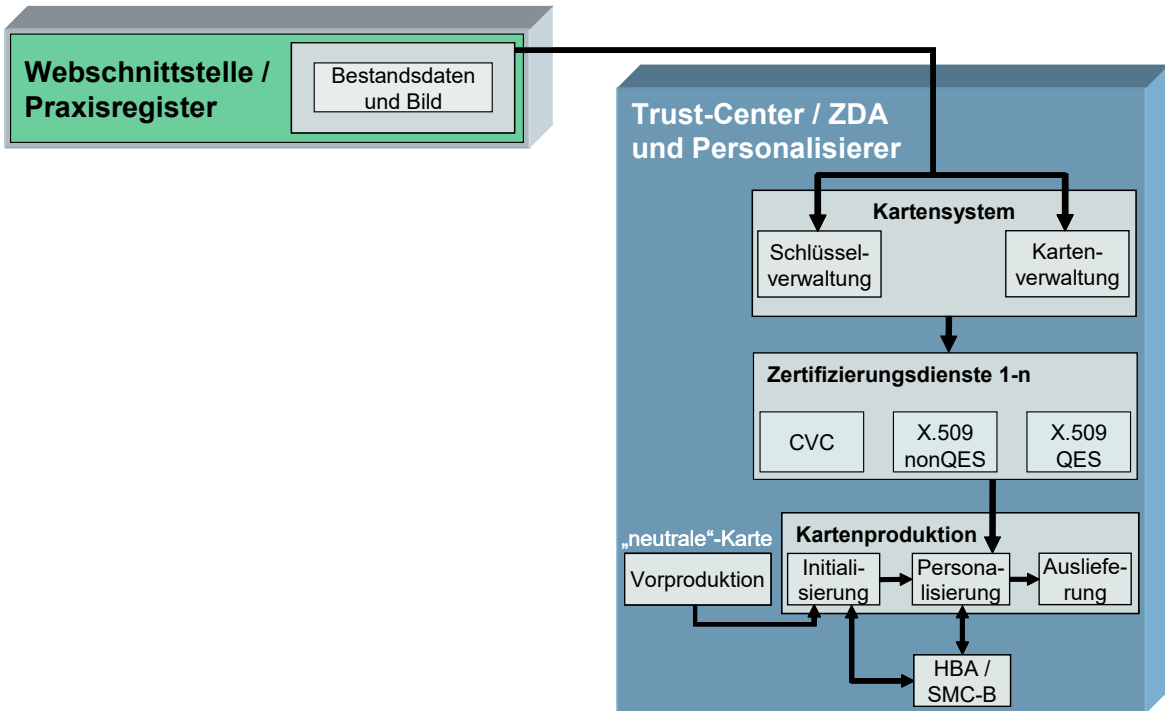 Webschnittstelle /
Praxisregister
Bestandsdaten
und Bild
Trust-Center / ZDA
und Personalisierer
Kartensystem
Schlüssel-
verwaltung
Karten-
verwaltung
Zertifizierungsdienste 1-n
CVC
X.509
nonQES
X.509
QES
„neutrale“-Karte
Vorproduktion
Kartenproduktion
Initiali-
sierung
Persona-
lisierung
Ausliefe-
rung
HBA /
SMC-B